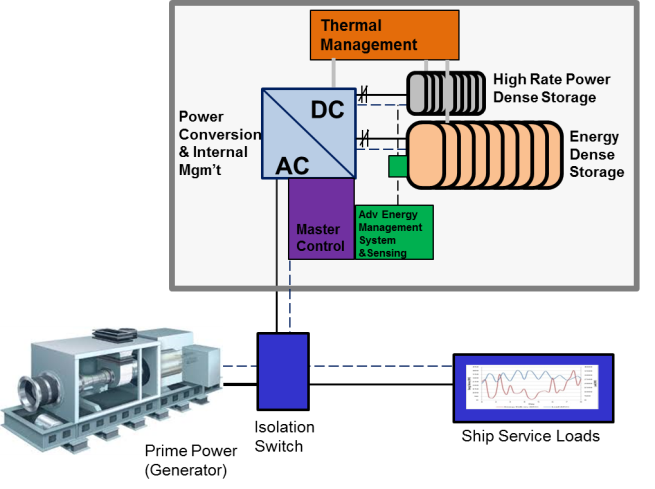 Thermal
Management
High Rate Power
Dense Storage
DC
AC
Power
Conversion
& Internal
Mgm't
Energy
Dense
Storage
Master
Control
Adv Energy
Management
System
&Sensing
Prime Power
(Generator)
Isolation
Switch
Ship Service Loads